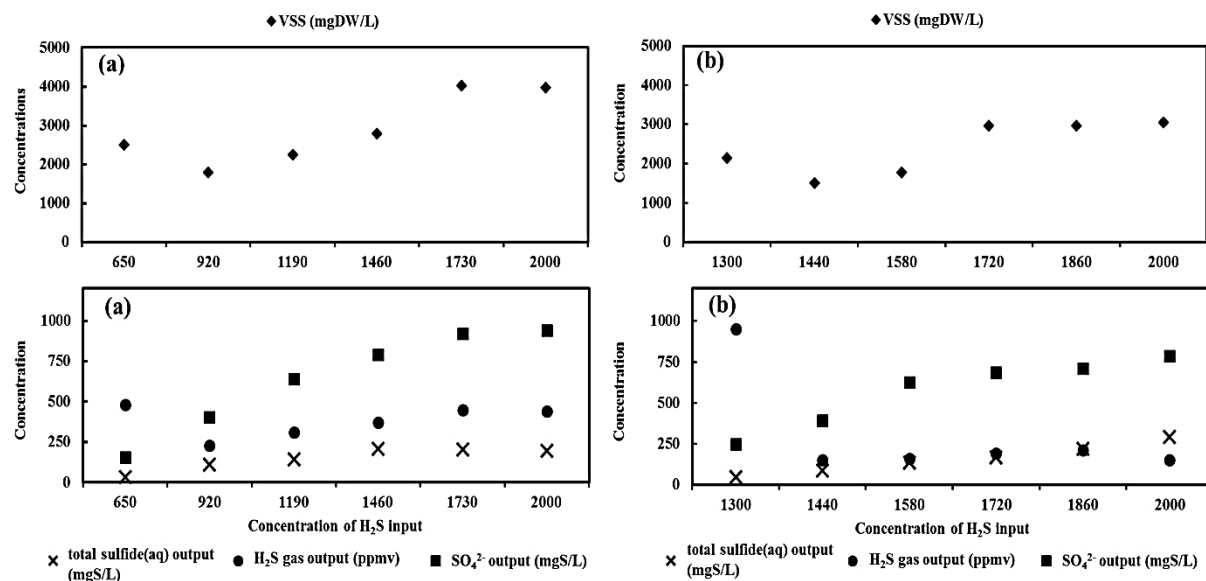 ◆VSS (mgDW/L)
(a)
Concentrations
5000
4000
3000
2000
1000
0
650 920 1190 1460 1730 2000
◆VSS (mgDW/L)
(b)
Concentration
5000
4000
3000
2000
1000
0
1300 1440 1580 1720 1860 2000
(a)
Concentration
1000
750
500
250
0
650 920 1190 1460 1730 2000
Concentration of H₂S input
× total sulfide(aq) output (mgS/L)
● H₂S gas output (ppmv)
■ SO₄²⁻ output (mgS/L)
(b)
Concentration
1000
750
500
250
0
1300 1440 1580 1720 1860 2000
Concentration of H₂S input
× total sulfide(aq) output (mgS/L)
● H₂S gas output (ppmv)
■ SO₄²⁻ output (mgS/L)